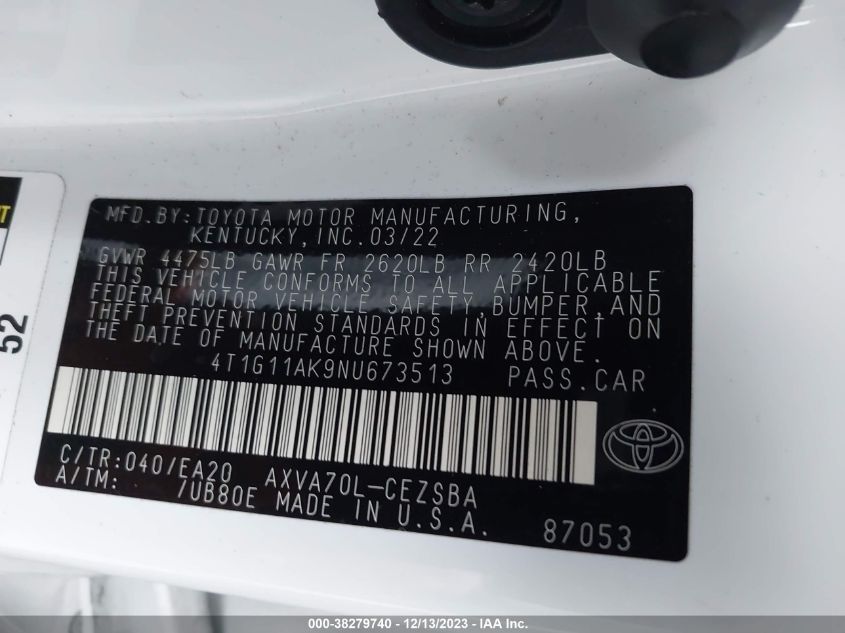 MFD.BY:TOYOTA MOTOR MANUFACTURING,
KENTUCKY,INC.03/22
GVWR 4475LB GAWR FR 2620LB RR 2420LB
THIS VEHICLE CONFORMS TO ALL APPLICABLE
FEDERAL MOTOR VEHICLE SAFETY,BUMPER,AND
THEFT PREVENTION STANDARDS IN EFFECT ON
THE DATE OF MANUFACTURE SHOWN ABOVE.
4T1G11AK9NU673513 PASS.CAR
C/TR:040/EA20 AXVA70L-CEZSBA
A/TM: /UB80E MADE IN U.S.A.
87053
52
000-38279740 - 12/13/2023 - IAA Inc.